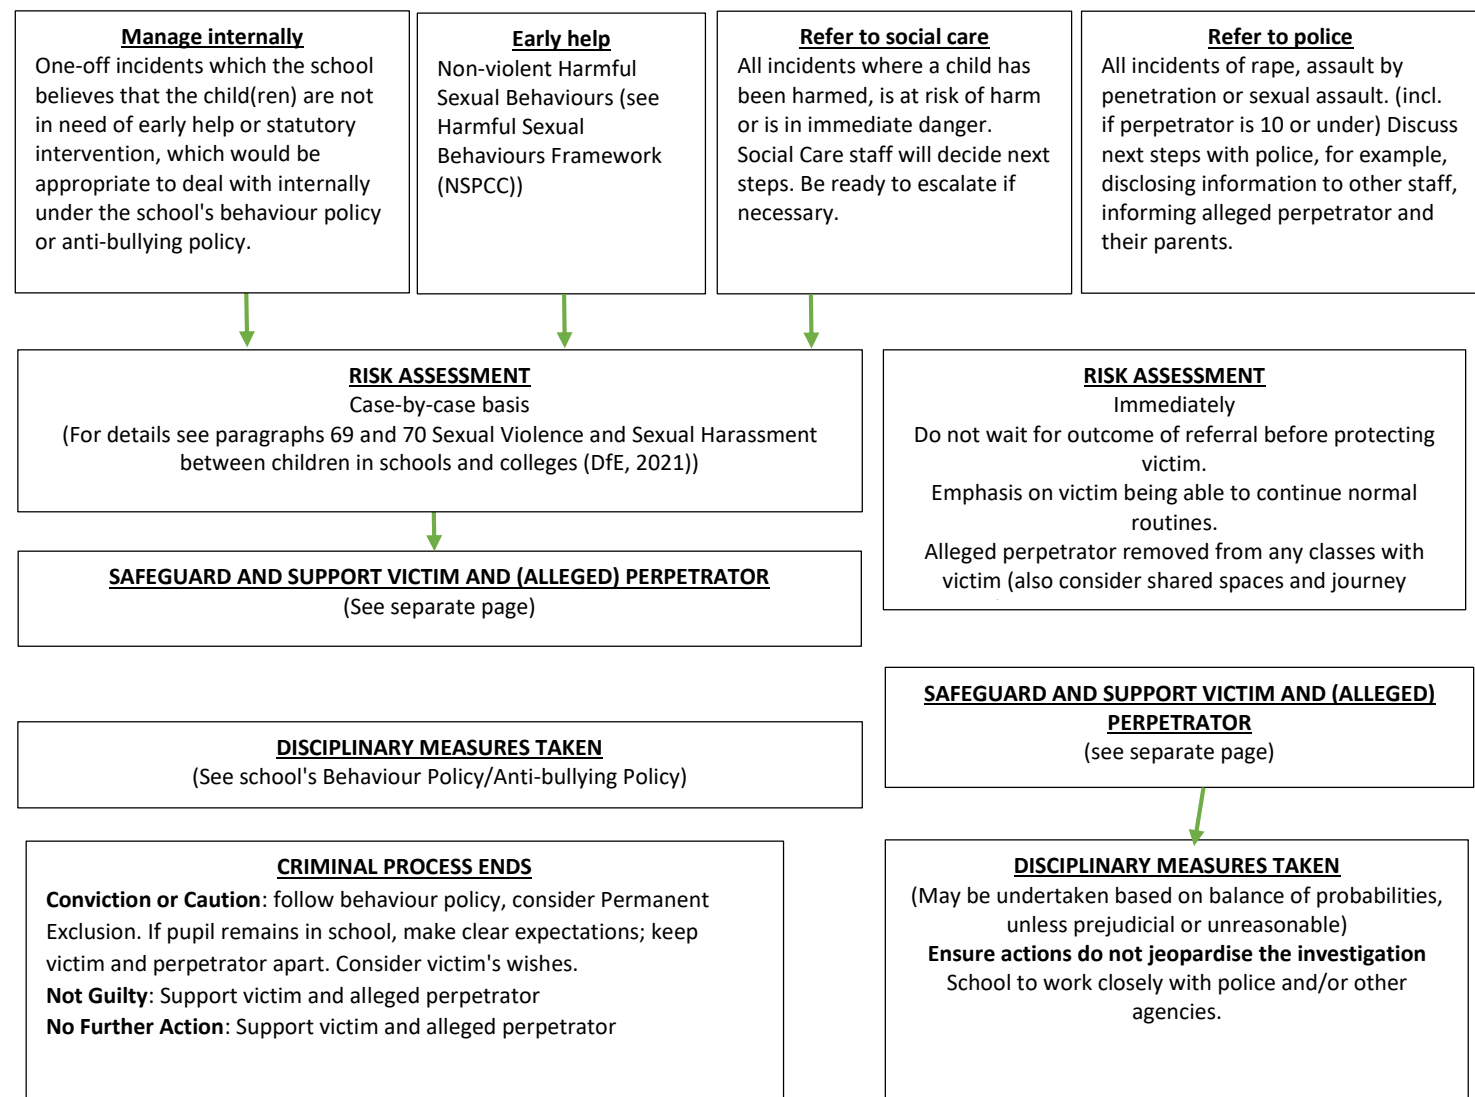 Manage internally
One-off incidents which the school
believes that the child(ren) are not
in need of early help or statutory
intervention, which would be
appropriate to deal with internally
under the school's behaviour policy
or anti-bullying policy.
Early help
Non-violent Harmful
Sexual Behaviours (see
Harmful Sexual
Behaviours Framework
(NSPCC))
Refer to social care
All incidents where a child has
been harmed, is at risk of harm
or is in immediate danger.
Social Care staff will decide next
steps. Be ready to escalate if
necessary.
Refer to police
All incidents of rape, assault by
penetration or sexual assault. (incl.
if perpetrator is 10 or under) Discuss
next steps with police, for example,
disclosing information to other staff,
informing alleged perpetrator and
their parents.
RISK ASSESSMENT
Case-by-case basis
(For details see paragraphs 69 and 70 Sexual Violence and Sexual Harassment
between children in schools and colleges (DfE, 2021))
RISK ASSESSMENT
Immediately
Do not wait for outcome of referral before protecting
victim.
Emphasis on victim being able to continue normal
routines.
Alleged perpetrator removed from any classes with
victim (also consider shared spaces and journey
SAFEGUARD AND SUPPORT VICTIM AND (ALLEGED) PERPETRATOR
(See separate page)
SAFEGUARD AND SUPPORT VICTIM AND (ALLEGED)
PERPETRATOR
(see separate page)
DISCIPLINARY MEASURES TAKEN
(See school's Behaviour Policy/Anti-bullying Policy)
CRIMINAL PROCESS ENDS
Conviction or Caution: follow behaviour policy, consider Permanent
Exclusion. If pupil remains in school, make clear expectations; keep
victim and perpetrator apart. Consider victim's wishes.
Not Guilty: Support victim and alleged perpetrator
No Further Action: Support victim and alleged perpetrator
DISCIPLINARY MEASURES TAKEN
(May be undertaken based on balance of probabilities,
unless prejudicial or unreasonable)
Ensure actions do not jeopardise the investigation
School to work closely with police and/or other
agencies.